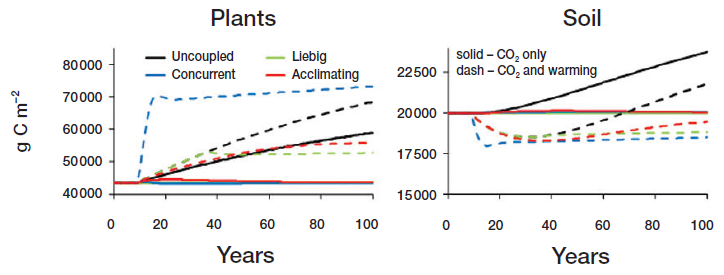 Plants
Soil
g C m⁻²
80000
70000
60000
50000
40000
Uncoupled
Liebig
Concurrent
Acclimating
0 20 40 60 80 100
Years
solid – CO₂ only
dash – CO₂ and warming
22500
20000
17500
15000
0 20 40 60 80 100
Years